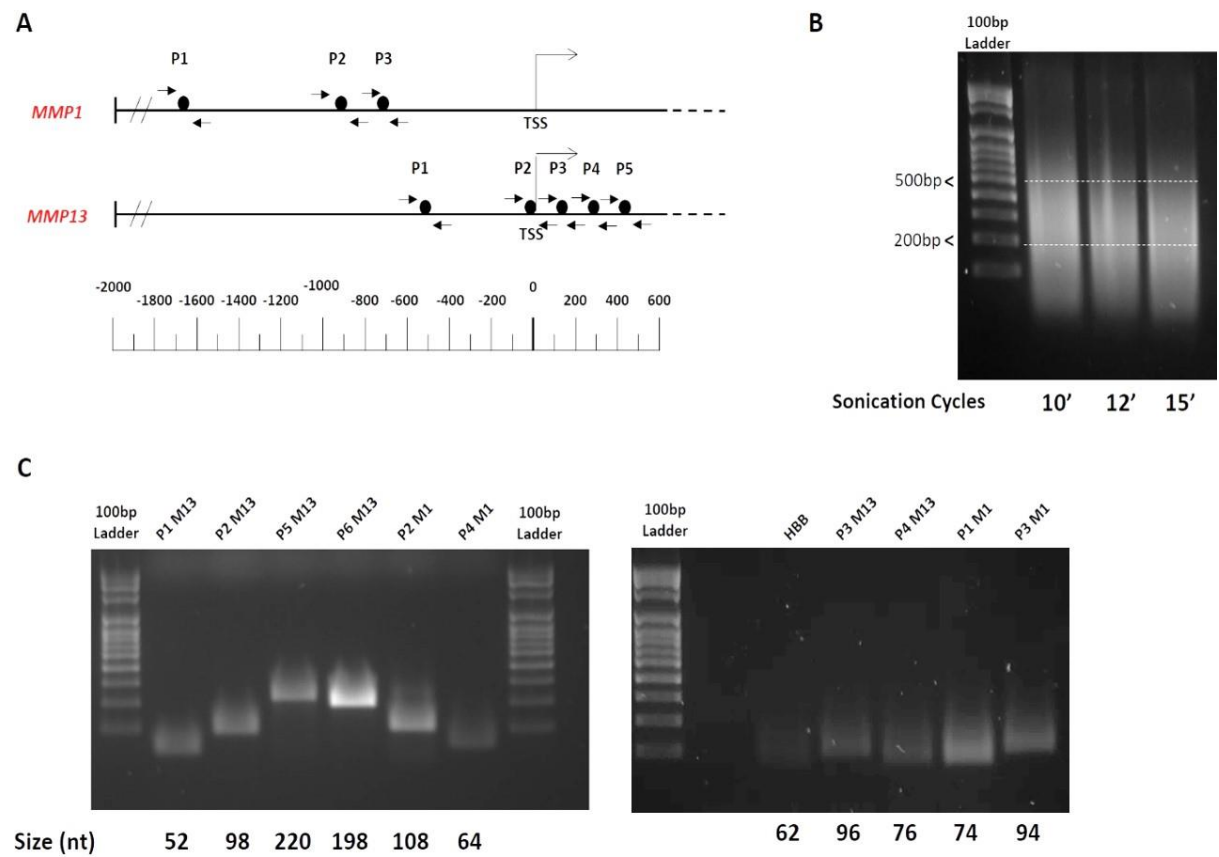 A
P1 P2 P3
MMP1
TSS
P1 P2 P3 P4 P5
MMP13
TSS
-2000 -1800 -1600 -1400 -1200 -1000 -800 -600 -400 -200 0 200 400 600
B
100bp
Ladder
500bp <
200bp <
Sonication Cycles 10’ 12’ 15’
C
100bp
Ladder
P1 M13 P2 M13 P5 M13 P6 M13 P2 M1 P4 M1
100bp
Ladder
100bp
Ladder
HBB P3 M13 P4 M13 P1 M1 P3 M1
Size (nt) 52 98 220 198 108 64
62 96 76 74 94